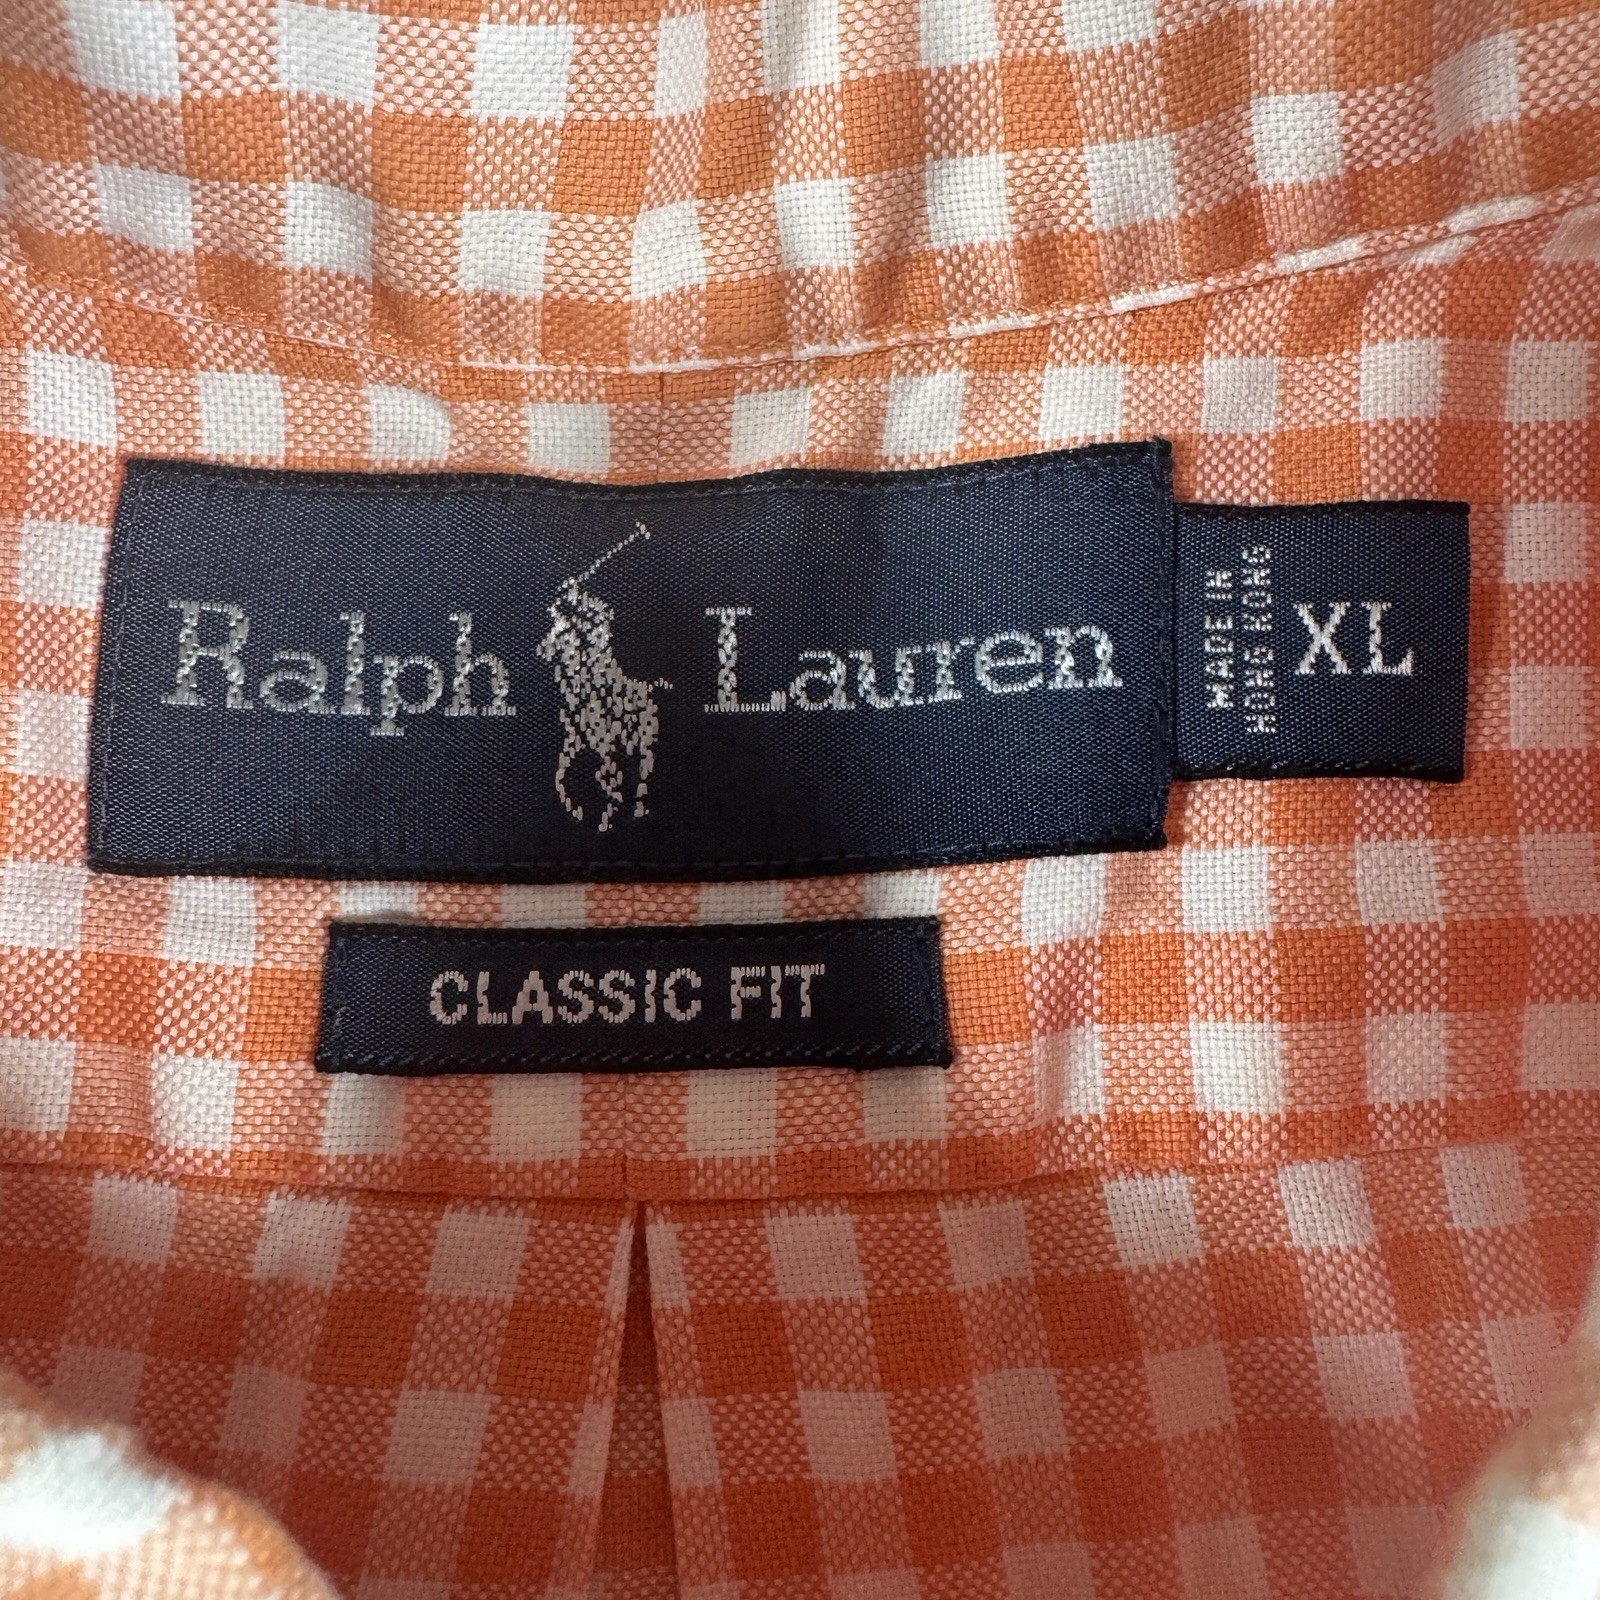 Ralph Lauren
MADE IN
HONG KONG
XL
CLASSIC FIT